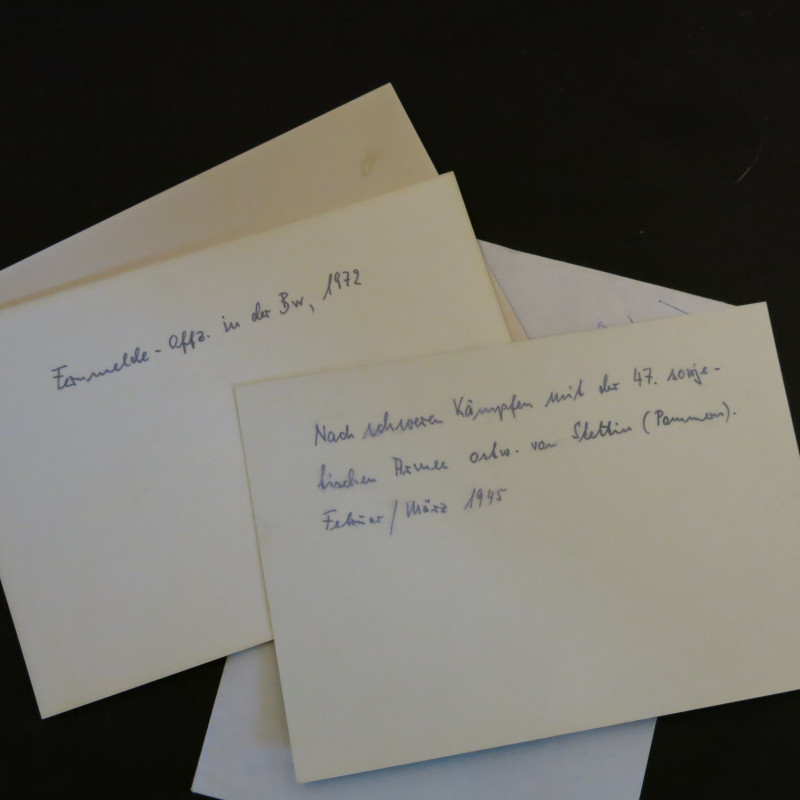 Fernmelde-Offz. in der Bw, 1972
Nach schweren Kämpfen mit der 47. sowje-
tischen Armee ostw. von Stettin (Pommern).
Februar/März 1945